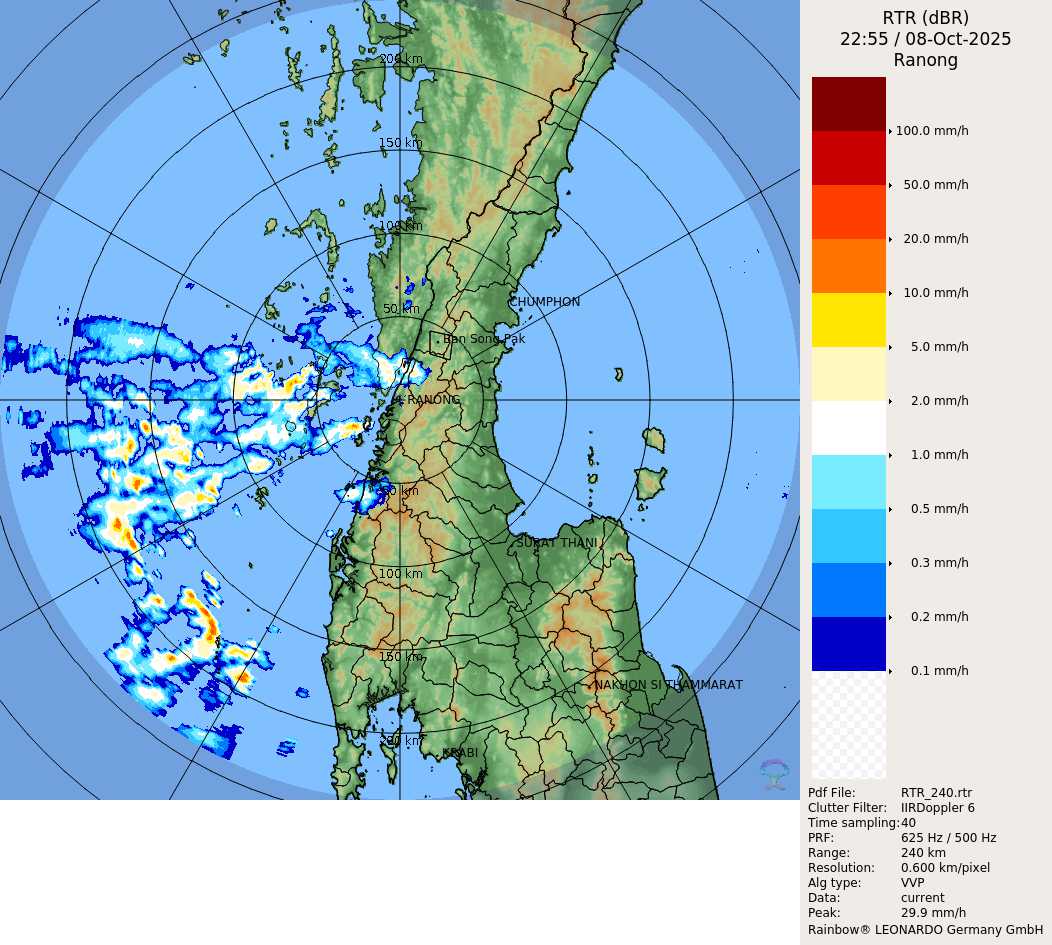 RTR (dBR)
22:55 / 08-Oct-2025
Ranong
100.0 mm/h
50.0 mm/h
20.0 mm/h
10.0 mm/h
5.0 mm/h
2.0 mm/h
1.0 mm/h
0.5 mm/h
0.3 mm/h
0.2 mm/h
0.1 mm/h
Pdf File: RTR_240.rtr
Clutter Filter: IIRDoppler 6
Time sampling: 40
PRF: 625 Hz / 500 Hz
Range: 240 km
Resolution: 0.600 km/pixel
Alg type: VVP
Data: current
Peak: 29.9 mm/h
Rainbow® LEONARDO Germany GmbH
200 km
150 km
100 km
50 km
CHUMPHON
Ban Song Pak
RANONG
50 km
SURAT THANI
100 km
150 km
NAKHON SI THAMMARAT
200 km
KRABI